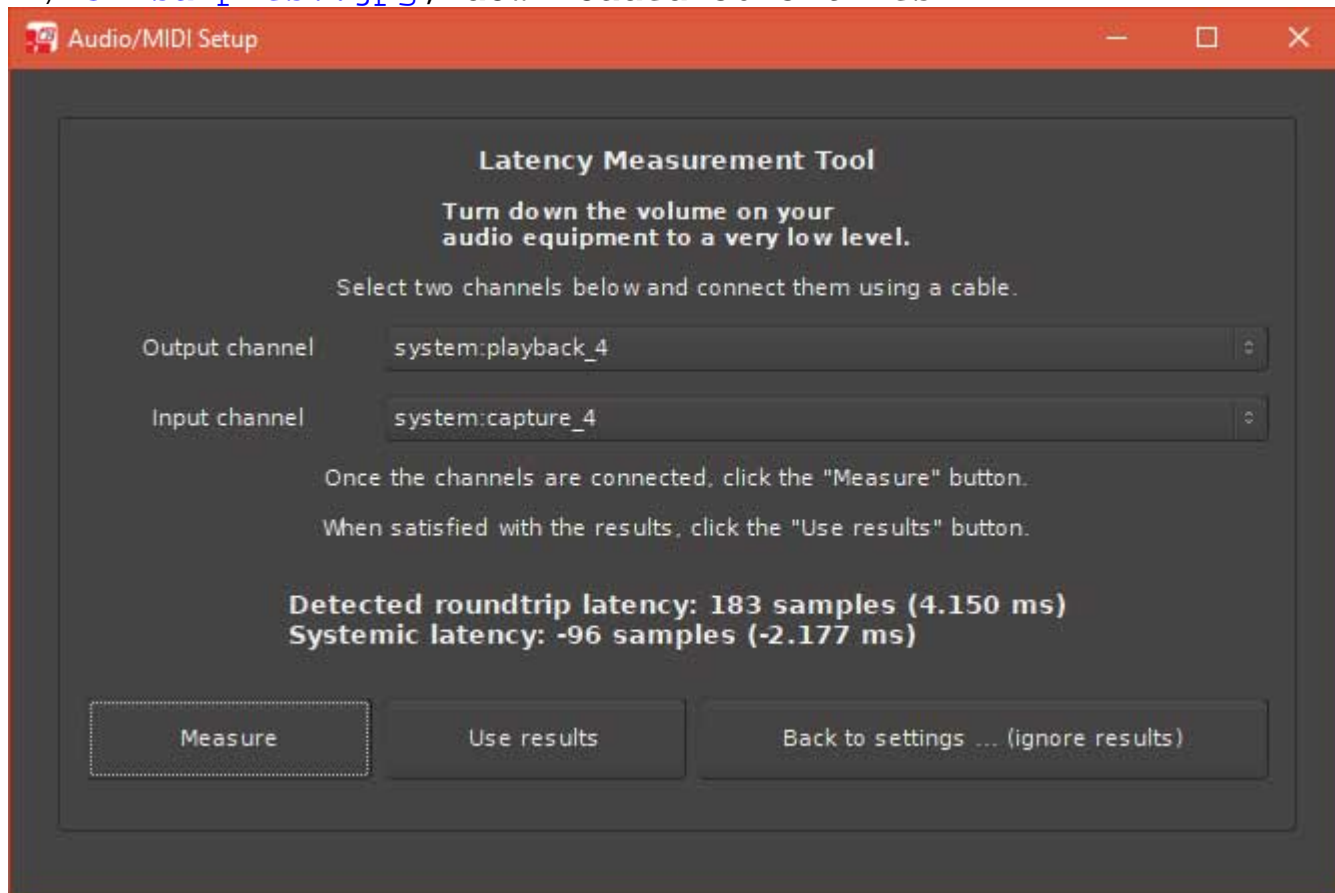 Audio/MIDI Setup
Latency Measurement Tool
Turn down the volume on your
audio equipment to a very low level.
Select two channels below and connect them using a cable.
Output channel system:playback_4
Input channel system:capture_4
Once the channels are connected, click the "Measure" button.
When satisfied with the results, click the "Use results" button.
Detected roundtrip latency: 183 samples (4.150 ms)
Systemic latency: -96 samples (-2.177 ms)
Measure Use results Back to settings ... (ignore results)